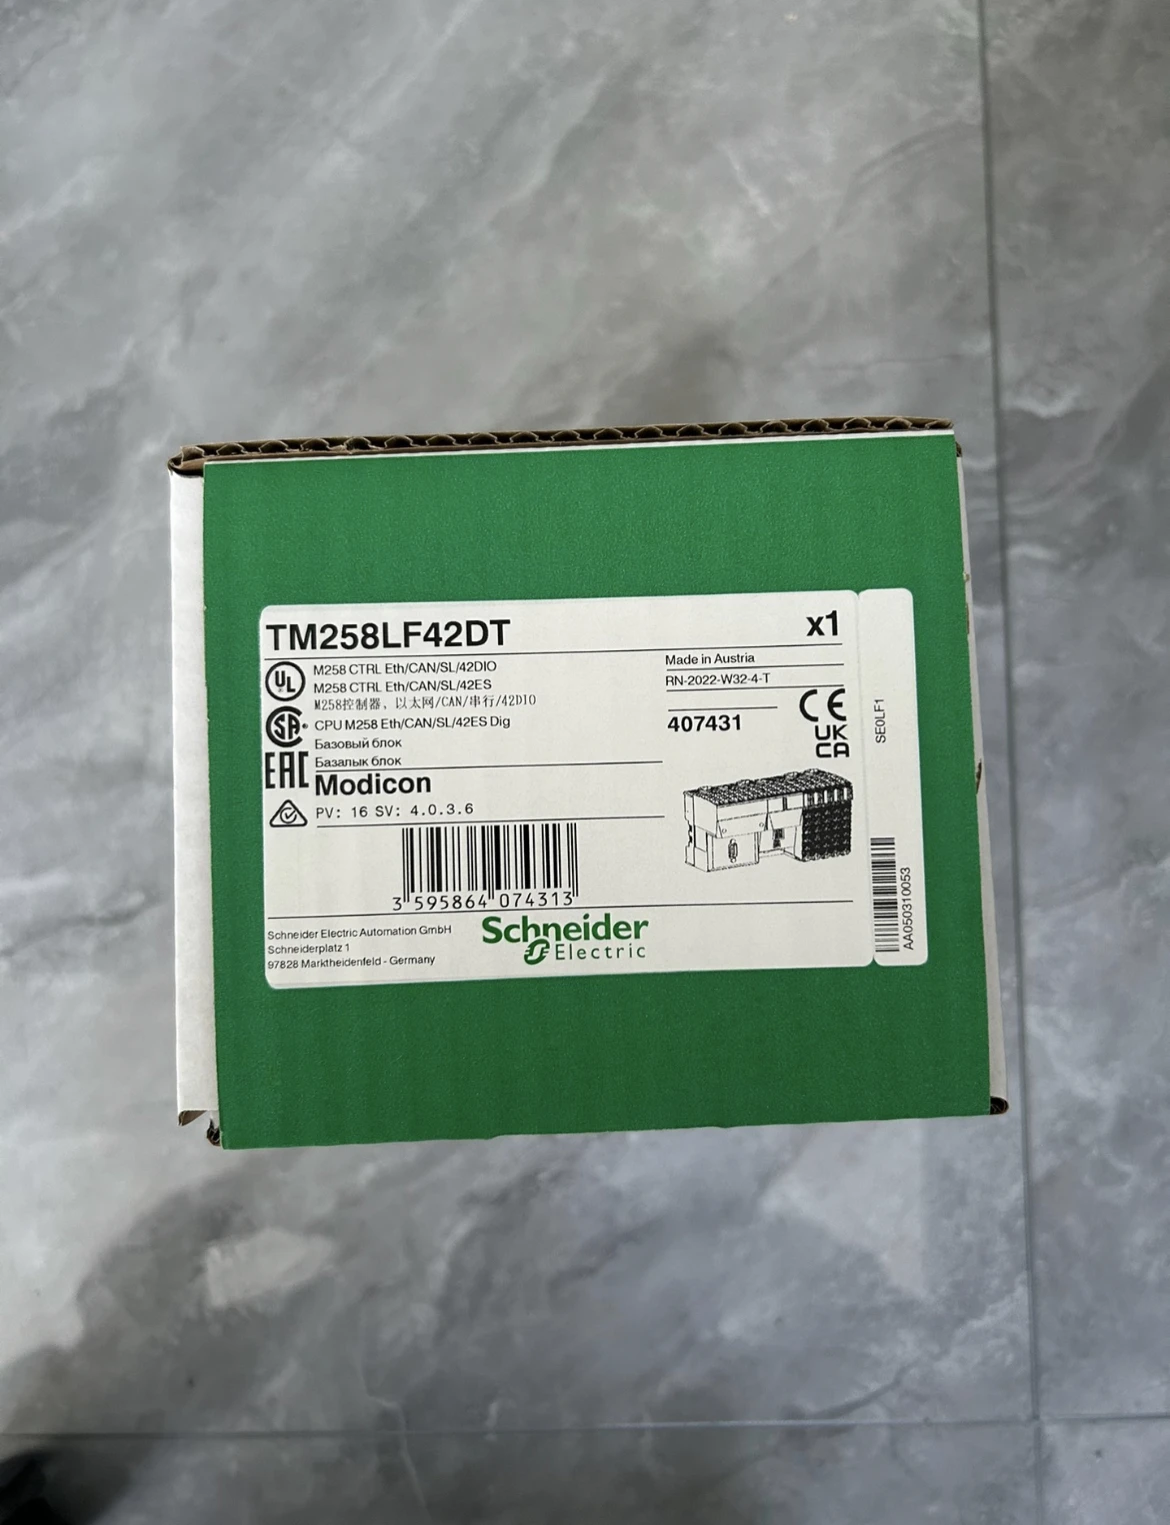 TM258LF42DT
x1
M258 CTRL Eth/CAN/SL/42DIO
M258 CTRL Eth/CAN/SL/42ES
M258控制器, 以太网/CAN/串行/42DIO
CPU M258 Eth/CAN/SL/42ES Dig
Базовый блок
Базалык блок
Modicon
PV: 16 SV: 4.0.3.6
UL
SA
EAC
Made in Austria
RN-2022-W32-4-T
407431
CE
UK
CA
3 595864 074313
Schneider Electric Automation GmbH
Schneiderplatz 1
97828 Marktheidenfeld - Germany
Schneider
Electric
SE0LF1
AA050310053